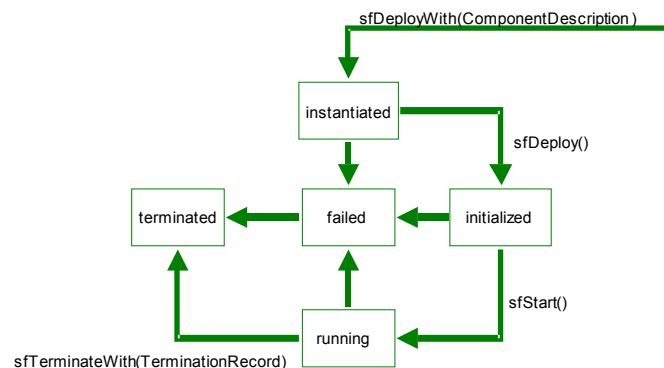 sfDeployWith(ComponentDescription )
instantiated
sfDeploy()
terminated
failed
initialized
sfStart()
running
sfTerminateWith(TerminationRecord)